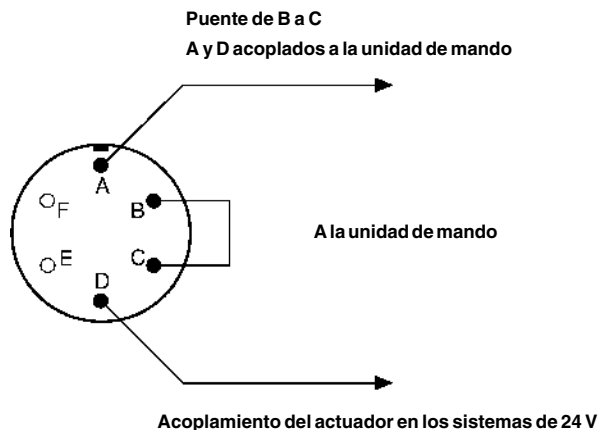 Puente de B a C
A y D acoplados a la unidad de mando
A
F
B
A la unidad de mando
E
C
D
Acoplamiento del actuador en los sistemas de 24 V